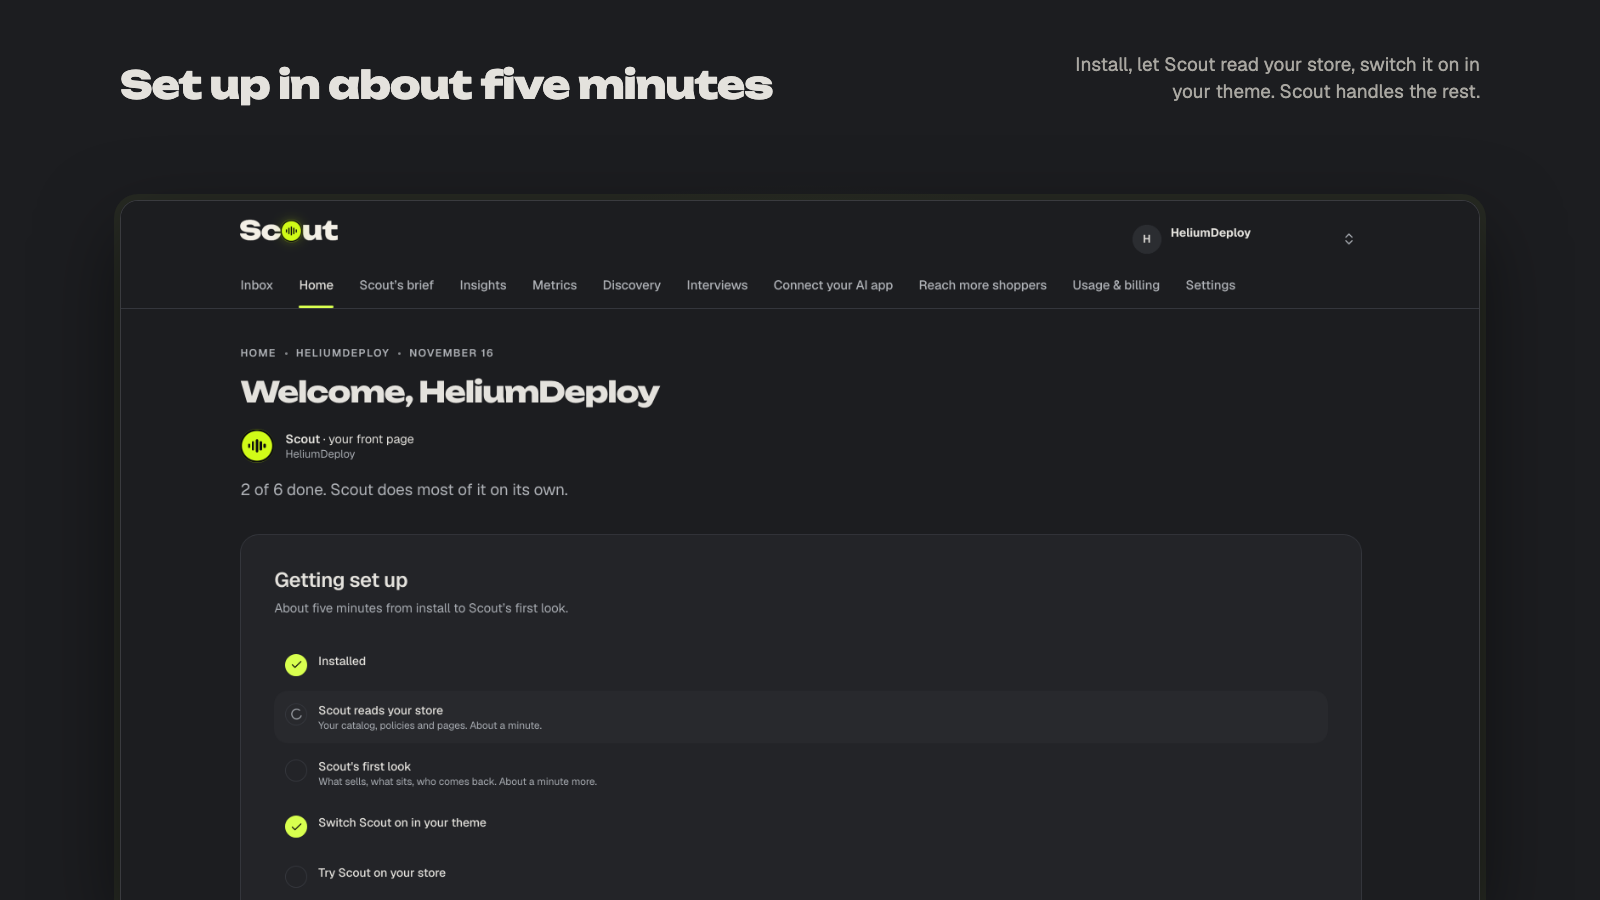 Set up in about five minutes
Install, let Scout read your store, switch it on in
your theme. Scout handles the rest.
Scout
H
HeliumDeploy
Inbox
Home
Scout's brief
Insights
Metrics
Discovery
Interviews
Connect your AI app
Reach more shoppers
Usage & billing
Settings
HOME • HELIUMDEPLOY • NOVEMBER 16
Welcome, HeliumDeploy
Scout · your front page
HeliumDeploy
2 of 6 done. Scout does most of it on its own.
Getting set up
About five minutes from install to Scout's first look.
Installed
Scout reads your store
Your catalog, policies and pages. About a minute.
Scout's first look
What sells, what sits, who comes back. About a minute more.
Switch Scout on in your theme
Try Scout on your store